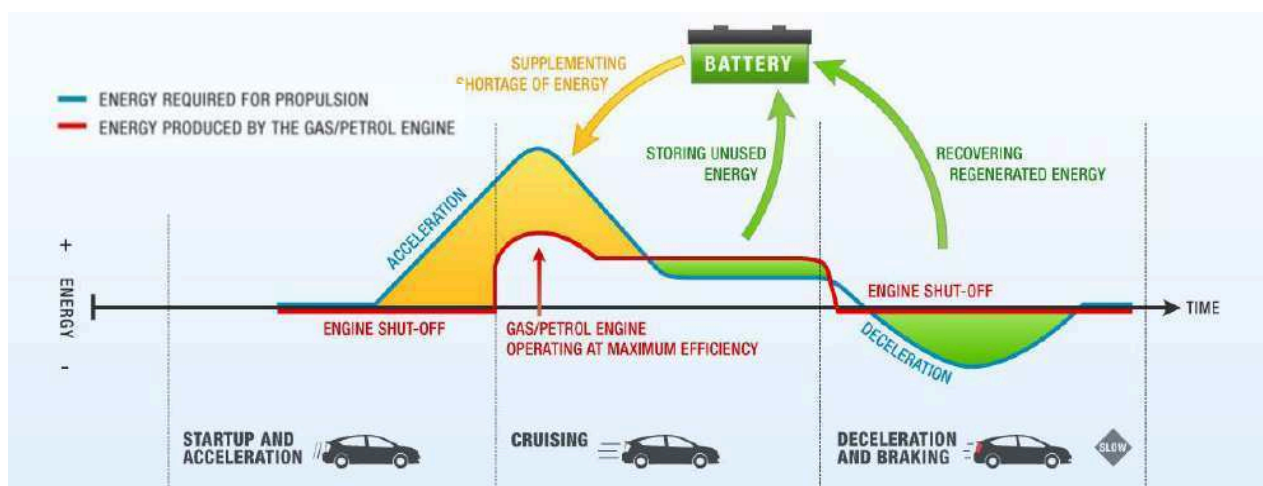 BATTERY
SUPPLEMENTING
SHORTAGE OF ENERGY
ENERGY REQUIRED FOR PROPULSION
ENERGY PRODUCED BY THE GAS/PETROL ENGINE
STORING UNUSED
ENERGY
RECOVERING
REGENERATED ENERGY
ACCELERATION
+
ENERGY
-
ENGINE SHUT-OFF
GAS/PETROL ENGINE
OPERATING AT MAXIMUM EFFICIENCY
ENGINE SHUT-OFF
DECELERATION
TIME
STARTUP AND
ACCELERATION
CRUISING
DECELERATION
AND BRAKING
SLOW